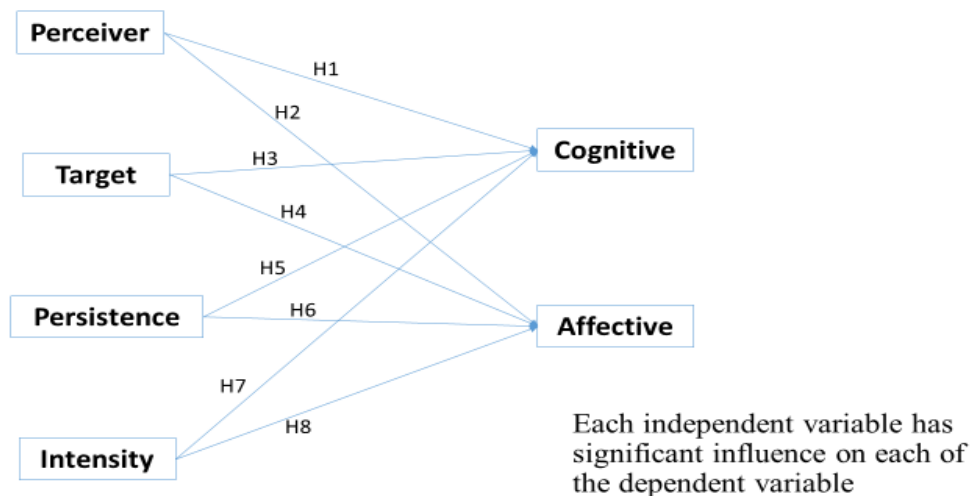 Perceiver
H1
H2
Cognitive
H3
Target
H4
H5
H6
Persistence
Affective
H7
H8
Intensity
Each independent variable has
significant influence on each of
the dependent variable